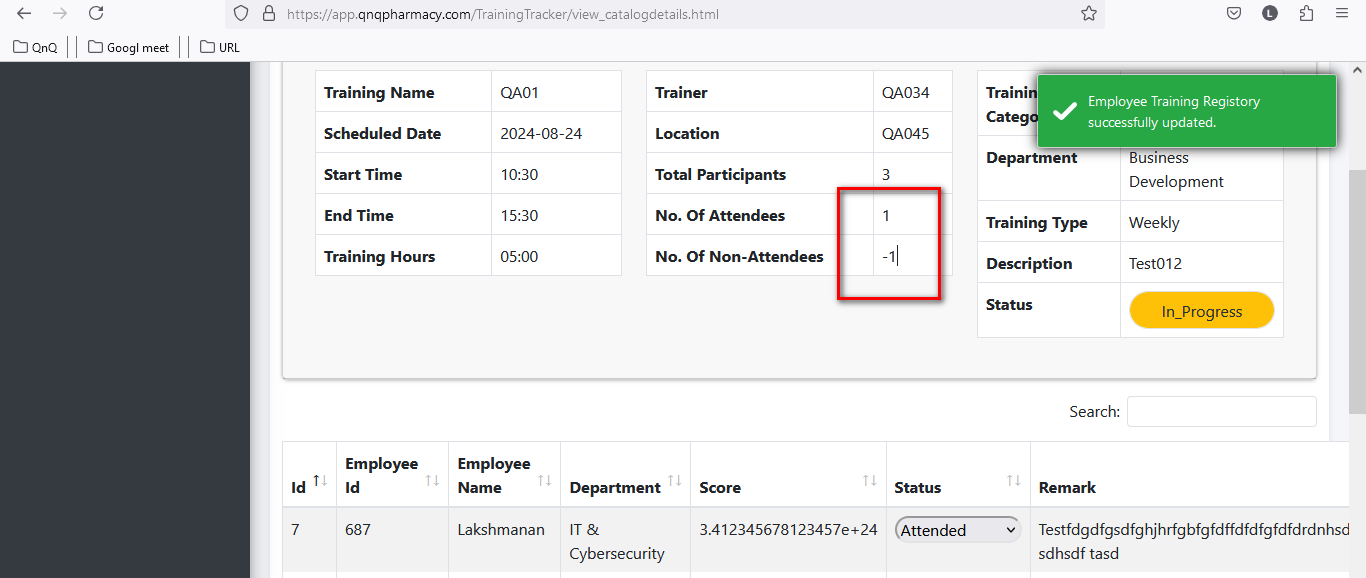 https://app.qnqpharmacy.com/TrainingTracker/view_catalogdetails.html
L
QnQ
Googl meet
URL
Training Name QA01
Scheduled Date 2024-08-24
Start Time 10:30
End Time 15:30
Training Hours 05:00
Trainer QA034
Location QA045
Total Participants 3
No. Of Attendees 1
No. Of Non-Attendees -1
Employee Training Registory
successfully updated.
Department Business
Development
Training Type Weekly
Description Test012
Status In_Progress
Search:
Id
Employee
Id
Employee
Name
Department
Score
Status
Remark
7
687
Lakshmanan
IT &
Cybersecurity
3.412345678123457e+24
Attended